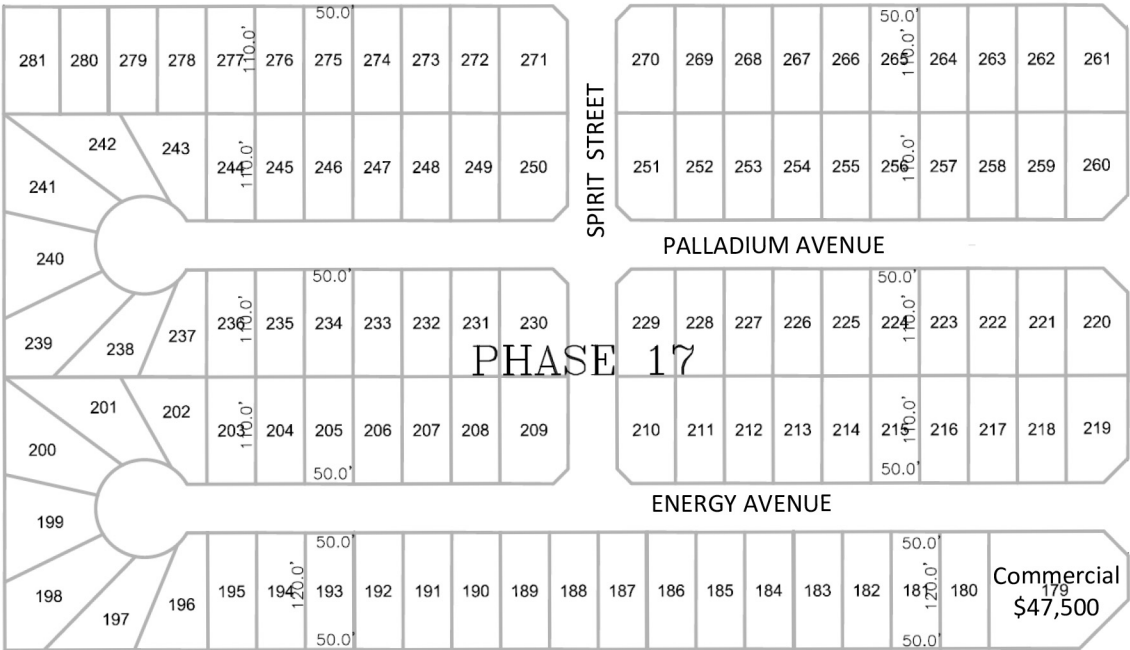 50.0' 50.0'
281 280 279 278 277 110.0' 276 275 274 273 272 271 270 269 268 267 266 265 110.0' 264 263 262 261
SPIRIT STREET
242 243 244 110.0' 245 246 247 248 249 250 251 252 253 254 255 256 110.0' 257 258 259 260
241
PALLADIUM AVENUE
240
50.0' 50.0'
239 238 237 236 110.0' 235 234 233 232 231 230 229 228 227 226 225 224 110.0' 223 222 221 220
PHASE 17
201 202 203 110.0' 204 205 206 207 208 209 210 211 212 213 214 215 110.0' 216 217 218 219
200
50.0' 50.0'
ENERGY AVENUE
199
50.0' 50.0'
198 197 196 195 194 120.0' 193 192 191 190 189 188 187 186 185 184 183 182 181 120.0' 180 179
Commercial
$47,500
50.0' 50.0'